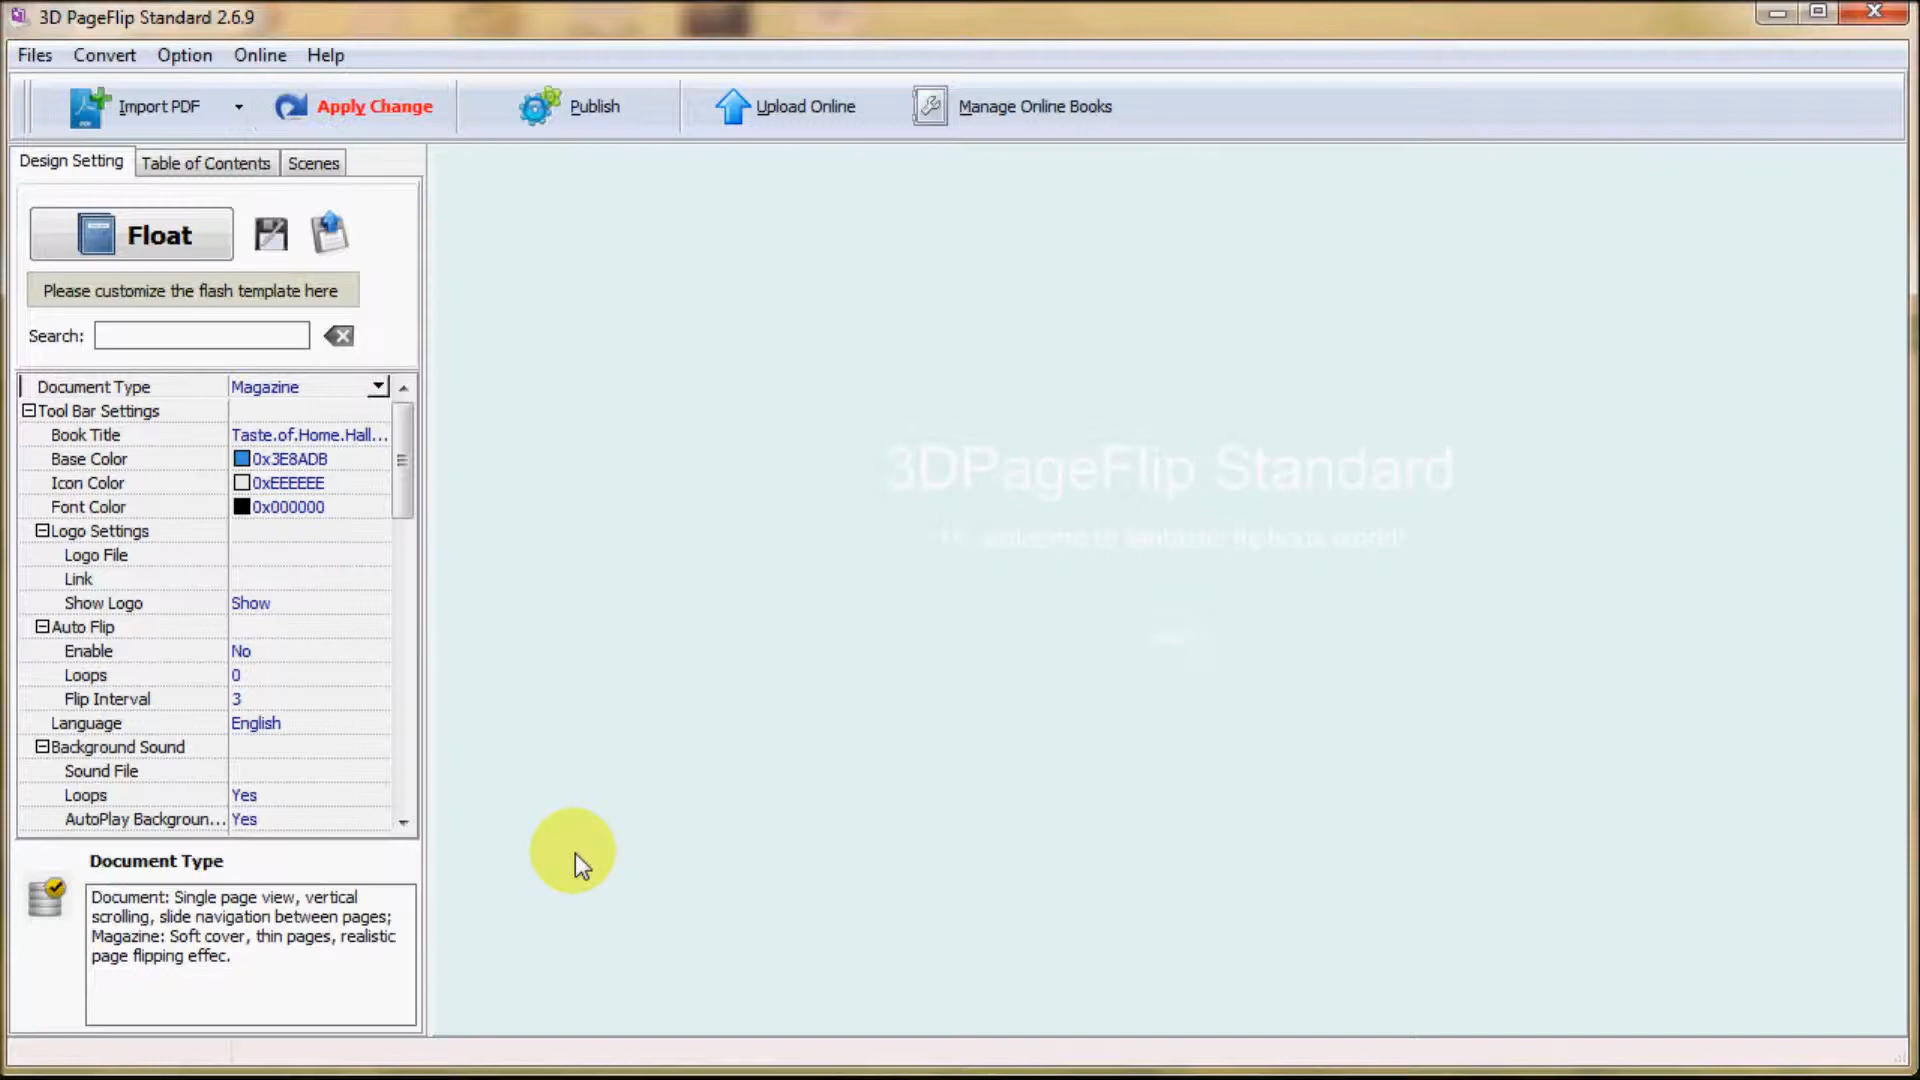 3D PageFlip Standard 2.6.9
Files Convert Option Online Help
Import PDF Apply Change Publish Upload Online Manage Online Books
Design Setting Table of Contents Scenes
Float
Please customize the flash template here
Search:
Document Type Magazine
Tool Bar Settings
Book Title Taste.of.Home.Hall...
Base Color 0x3E8ADB
Icon Color 0xEEEEEE
Font Color 0x000000
Logo Settings
Logo File
Link
Show Logo Show
Auto Flip
Enable No
Loops 0
Flip Interval 3
Language English
Background Sound
Sound File
Loops Yes
AutoPlay Backgroun... Yes
Document Type
Document: Single page view, vertical
scrolling, slide navigation between pages;
Magazine: Soft cover, thin pages, realistic
page flipping effec.
3DPageFlip Standard
welcome to fantastic world!